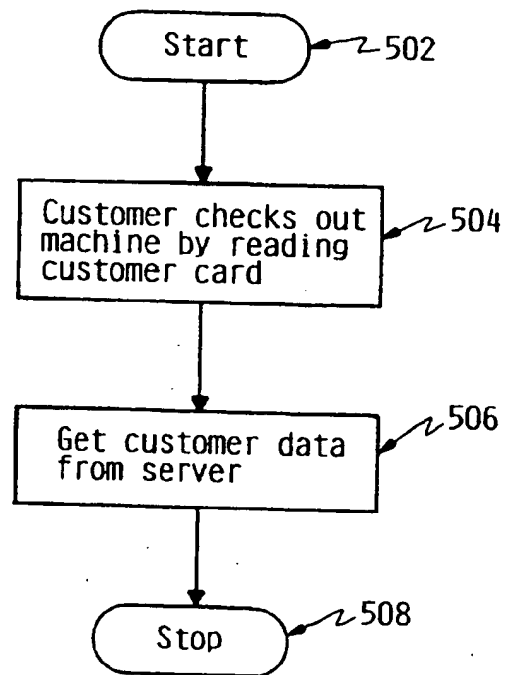 Start
502
Customer checks out
machine by reading
customer card
504
Get customer data
from server
506
Stop
508